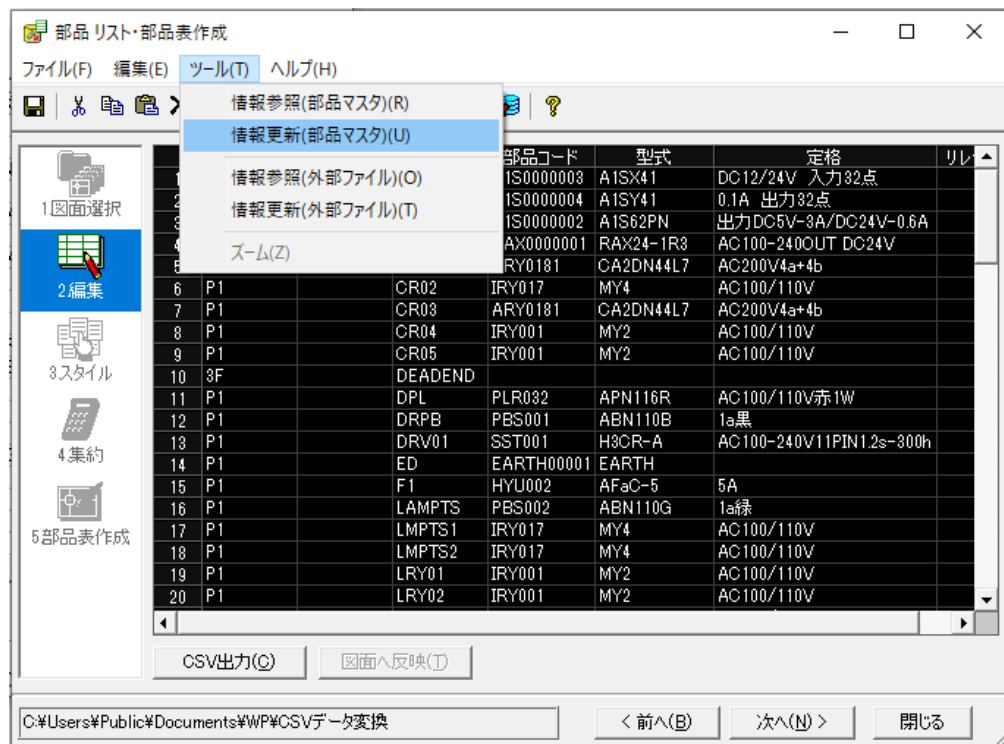 部品 リスト・部品表作成
ファイル(F) 編集(E) ツール(T) ヘルプ(H)
情報参照(部品マスタ)(R)
情報更新(部品マスタ)(U)
情報参照(外部ファイル)(O)
情報更新(外部ファイル)(T)
ズーム(Z)
1.図面選択
2.編集
3.スタイル
4.集約
5部品表作成
部品コード 型式 定格 リレ
1S0000003 A1SX41 DC12/24V 入力32点
1S0000004 A1SY41 0.1A 出力32点
1S0000002 A1S62PN 出力DC5V-3A/DC24V-0.6A
AX0000001 RAX24-1R3 AC100-240OUT DC24V
RY0181 CA2DN44L7 AC200V4a+4b
6 P1 CR02 IRY017 MY4 AC100/110V
7 P1 CR03 ARY0181 CA2DN44L7 AC200V4a+4b
8 P1 CR04 IRY001 MY2 AC100/110V
9 P1 CR05 IRY001 MY2 AC100/110V
10 3F DEADEND
11 P1 DPL PLR032 APN116R AC100/110V赤1W
12 P1 DRPB PBS001 ABN110B 1a黒
13 P1 DRV01 SST001 H3CR-A AC100-240V11PIN1.2s-300h
14 P1 ED EARTH00001 EARTH
15 P1 F1 HYU002 AFaC-5 5A
16 P1 LAMPTS PBS002 ABN110G 1a緑
17 P1 LMPTS1 IRY017 MY4 AC100/110V
18 P1 LMPTS2 IRY017 MY4 AC100/110V
19 P1 LRY01 IRY001 MY2 AC100/110V
20 P1 LRY02 IRY001 MY2 AC100/110V
CSV出力(C) 図面へ反映(T)
C:¥Users¥Public¥Documents¥WP¥CSVデータ変換
< 前へ(B) 次へ(N) > 閉じる